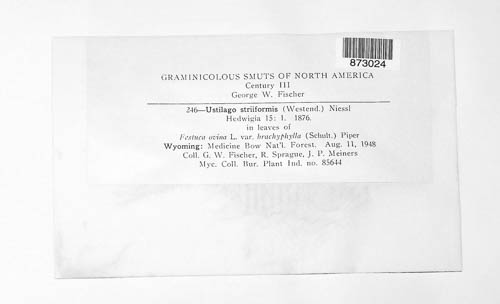 873024
GRAMINICOLOUS SMUTS OF NORTH AMERICA
Century III
George W. Fischer
246—Ustilago striiformis (Westend.) Niessl
Hedwigia 15: 1. 1876.
in leaves of
Festuca ovina L. var. brachyphylla (Schult.) Piper
Wyoming: Medicine Bow Nat'l. Forest. Aug. 11, 1948
Coll. G. W. Fischer, R. Sprague, J. P. Meiners
Myc. Coll. Bur. Plant Ind. no. 85644